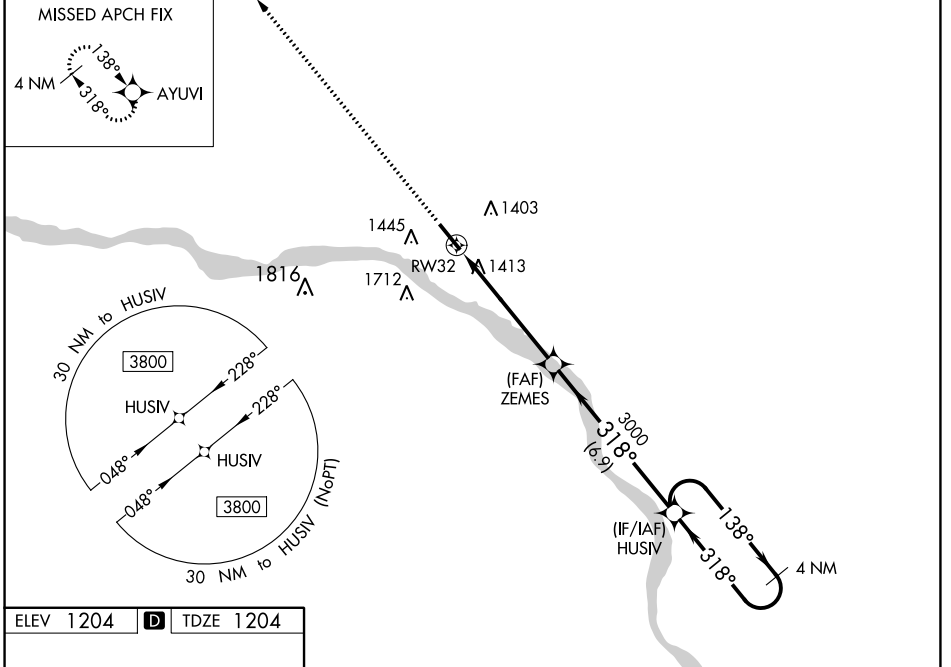 MISSED APCH FIX
138°
4 NM
318°
AYUVI
1403
1445
RW32
1413
1816
1712
30 NM to HUSIV
3800
228°
HUSIV
048°
228°
HUSIV
048°
3800
30 NM to HUSIV (NoPT)
(FAF)
ZEMES
3000
318°
(6.9)
(IF/IAF)
HUSIV
138°
318°
4 NM
ELEV 1204 D TDZE 1204